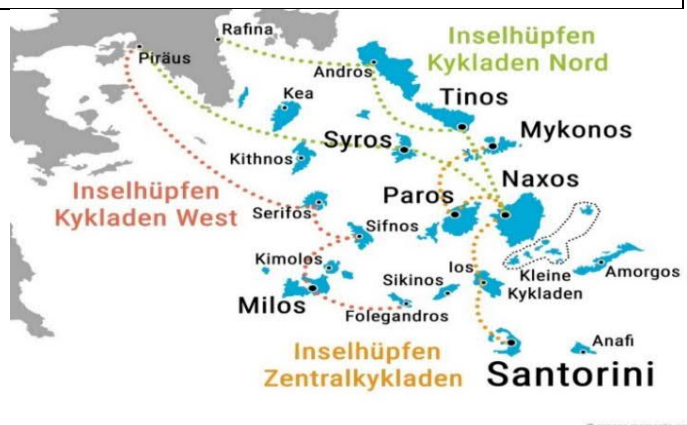 Rafina
Piräus
Inselhüpfen
Kykladen Nord
Andros
Kea
Tinos
Mykonos
Syros
Kithnos
Inselhüpfen
Kykladen West
Paros
Naxos
Serifos
Sifnos
Kimolos
Sikinos
Ios
Kleine
Kykladen
Amorgos
Milos
Folegandros
Inselhüpfen
Zentralkykladen
Anafi
Santorini